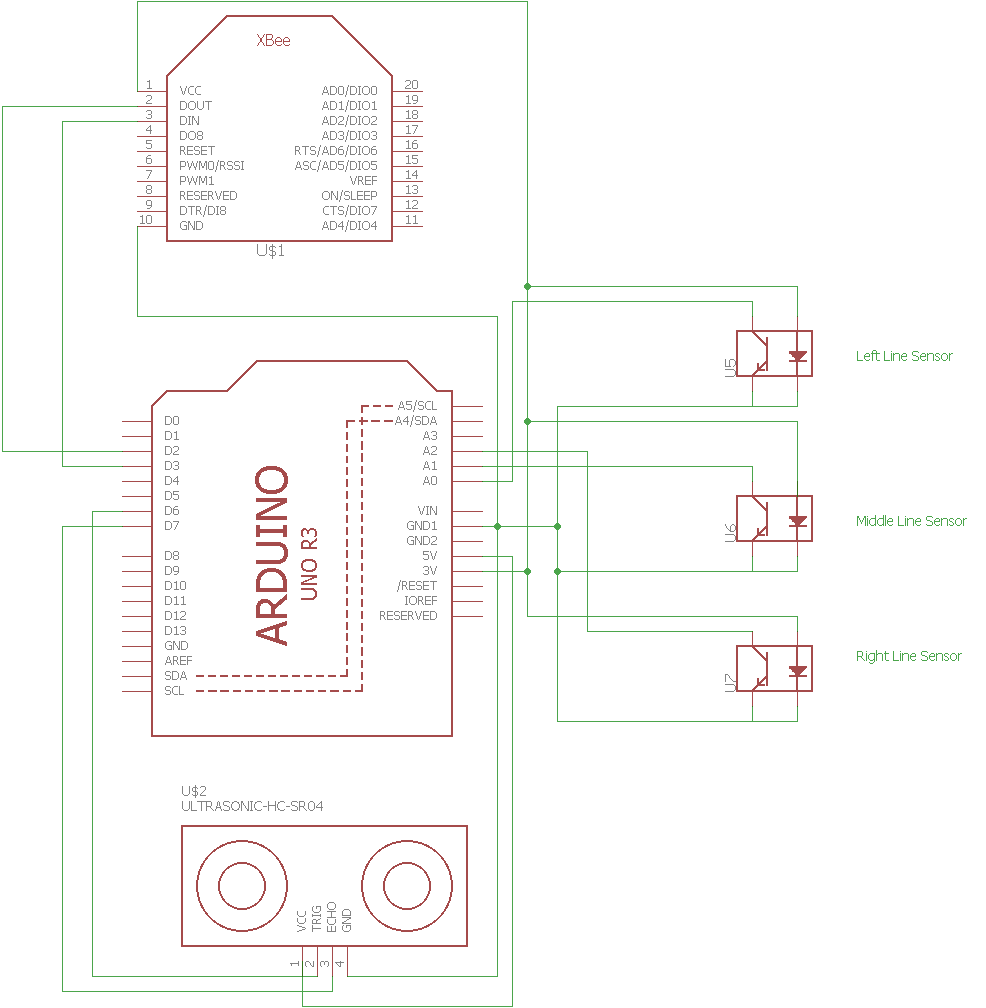 XBee
1 VCC AD0/DIO0 20
2 DOUT AD1/DIO1 19
3 DIN AD2/DIO2 18
4 DO8 AD3/DIO3 17
5 RESET RTS/AD6/DIO6 16
6 PWM0/RSSI ASC/AD5/DIO5 15
7 PWM1 VREF 14
8 RESERVED ON/SLEEP 13
9 DTR/DI8 CTS/DIO7 12
10 GND AD4/DIO4 11
U$1
U5
Left Line Sensor
U6
Middle Line Sensor
U7
Right Line Sensor
A5/SCL
D0 A4/SDA
D1 A3
D2 A2
D3 A1
D4 A0
D5
D6 VIN
D7 GND1
GND2
D8 5V
D9 3V
D10 /RESET
D11 IOREF
D12 RESERVED
D13
GND
AREF
SDA
SCL
ARDUINO
UNO R3
U$2
ULTRASONIC-HC-SR04
VCC
TRIG
ECHO
GND
1
2
3
4